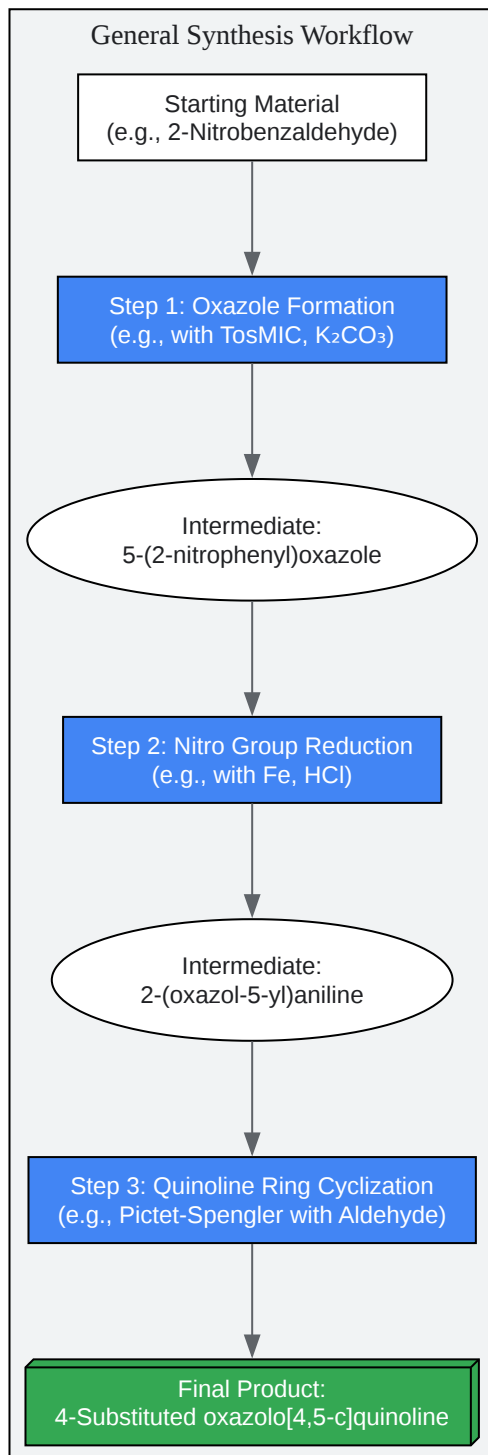 General Synthesis Workflow
Starting Material
(e.g., 2-Nitrobenzaldehyde)
Step 1: Oxazole Formation
(e.g., with TosMIC, K₂CO₃)
Intermediate:
5-(2-nitrophenyl)oxazole
Step 2: Nitro Group Reduction
(e.g., with Fe, HCl)
Intermediate:
2-(oxazol-5-yl)aniline
Step 3: Quinoline Ring Cyclization
(e.g., Pictet-Spengler with Aldehyde)
Final Product:
4-Substituted oxazolo[4,5-c]quinoline